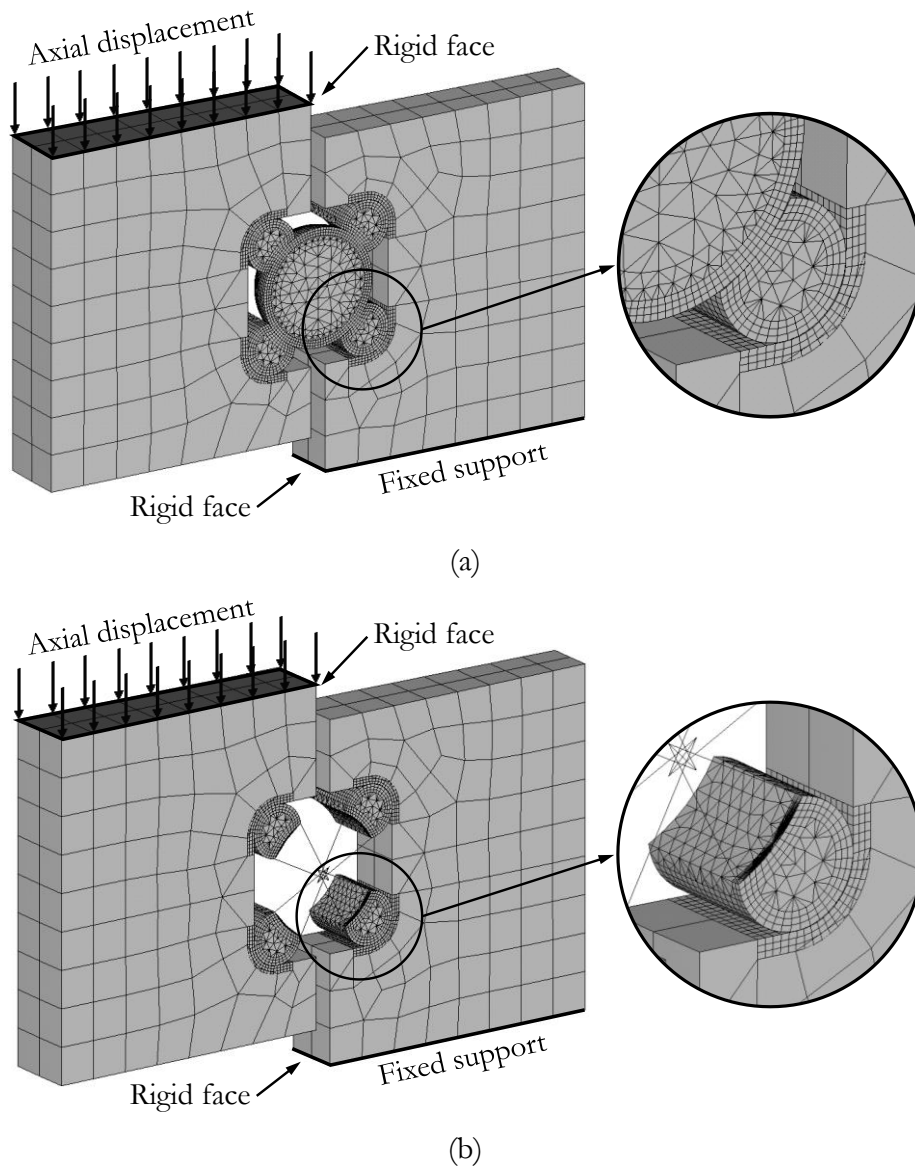 Axial displacement
Rigid face
Rigid face
Fixed support
(a)
Axial displacement
Rigid face
Rigid face
Fixed support
(b)